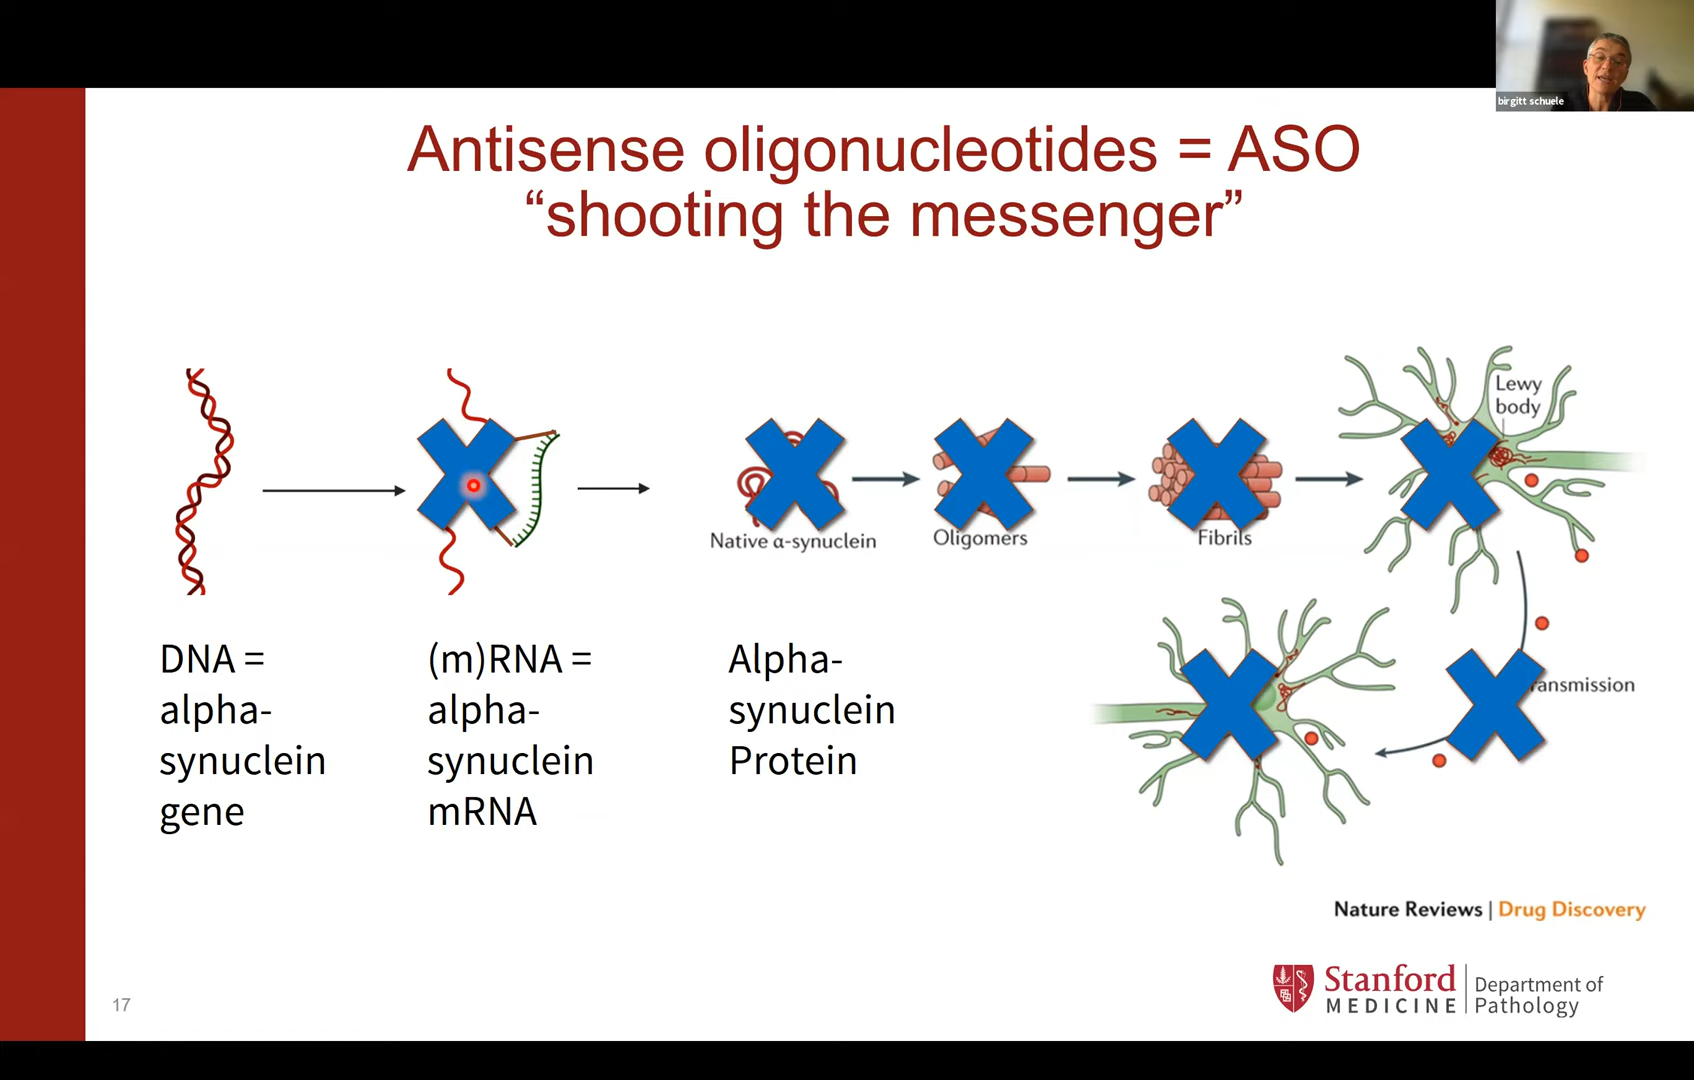 birgitt schuele
Antisense oligonucleotides = ASO
“shooting the messenger”
Lewy
body
Native α-synuclein
Oligomers
Fibrils
ansmission
DNA =
alpha-
synuclein
gene
(m)RNA =
alpha-
synuclein
mRNA
Alpha-
synuclein
Protein
Nature Reviews | Drug Discovery
Stanford
MEDICINE
Department of
Pathology
17